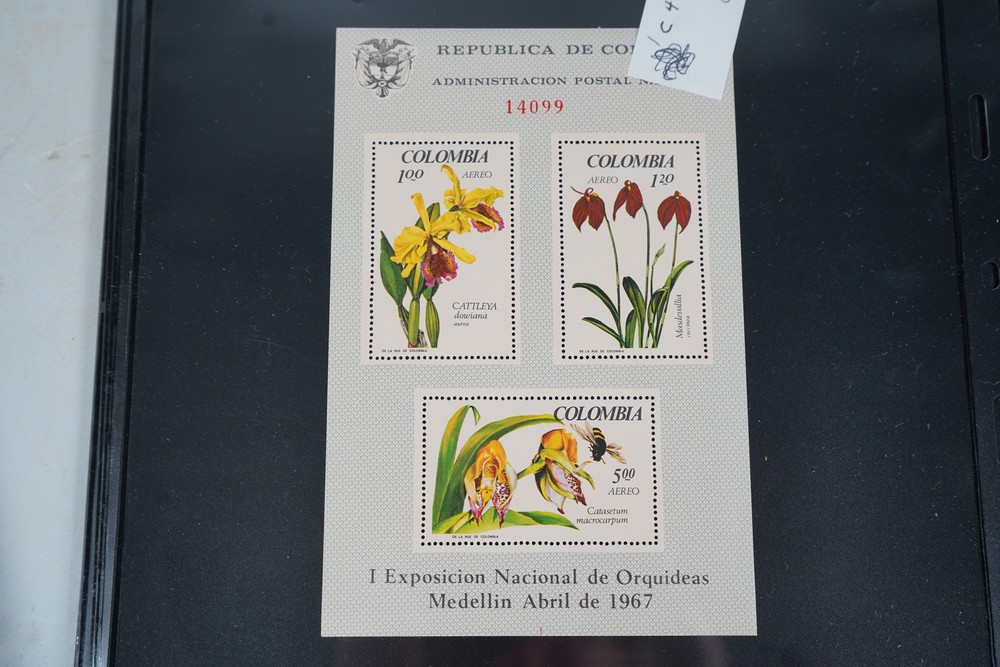 C 4
REPUBLICA DE CO
ADMINISTRACION POSTAL
14099
COLOMBIA
1.00 AEREO
CATTLEYA
dowiana
aurea
DE LA RUE DE COLOMBIA
COLOMBIA
AEREO 1.20
Masdevallia
coccinea
DE LA RUE DE COLOMBIA
COLOMBIA
5.00
AEREO
Catasetum
macrocarpum
DE LA RUE DE COLOMBIA
I Exposicion Nacional de Orquideas
Medellin Abril de 1967